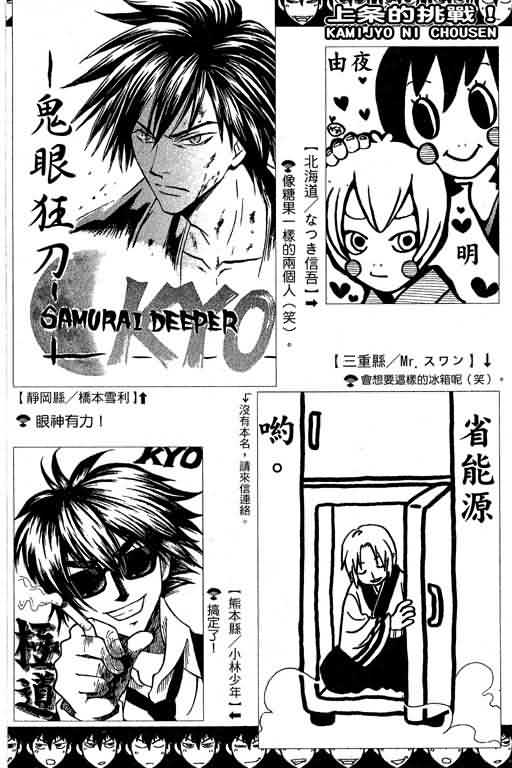 上条的挑戰！
KAMIJYO NI CHOUSEN
由夜
明
【北海道／なつき信吾】
像糖果一樣的兩個人（笑）。
－鬼眼狂刀－
SAMURAI DEEPER
KYO
【三重縣／Mr. スワン】↓
會想要這樣的冰箱呢（笑）。
【靜岡縣／橋本雪利】↑
眼神有力！
↓沒有本名，請來信連絡。
省能源
喲。
KYO
極道
【熊本縣／小林少年】
搞定了！